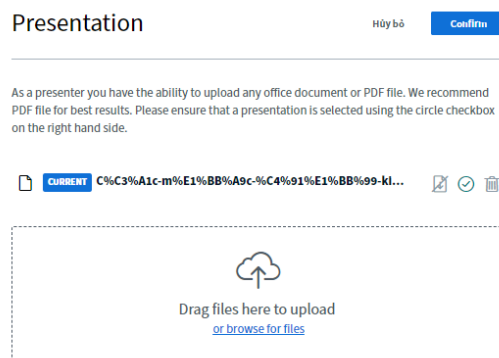 Presentation
Hủy bỏ
Confirm
As a presenter you have the ability to upload any office document or PDF file. We recommend
PDF file for best results. Please ensure that a presentation is selected using the circle checkbox
on the right hand side.
CURRENT C%C3%A1c-m%E1%BB%A9c-%C4%91%E1%BB%99-ki...
Drag files here to upload
or browse for files